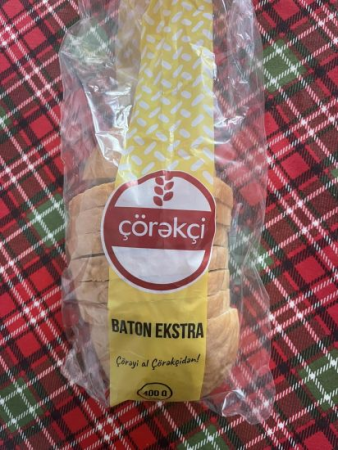 çörəkçi
BATON EKSTRA
Çörəyi al Çörəkçidən!
400 G